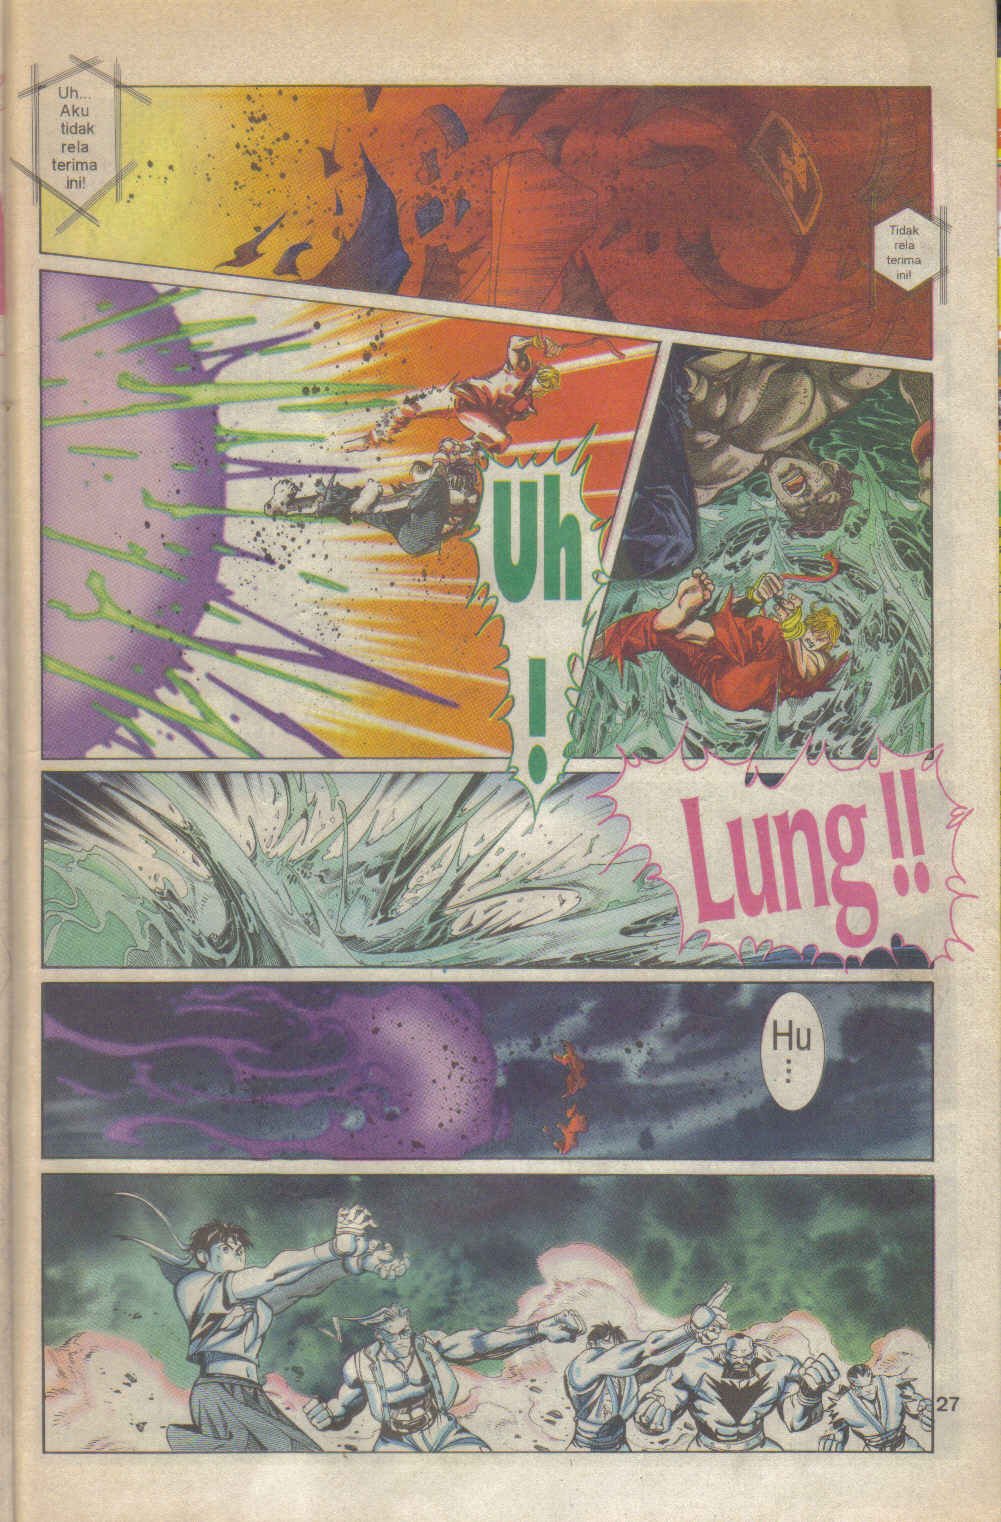 Uh...
Aku
tidak
rela
terima
ini!
Tidak
rela
terima
ini!
Uh
!
Lung!!
Hu
...
27